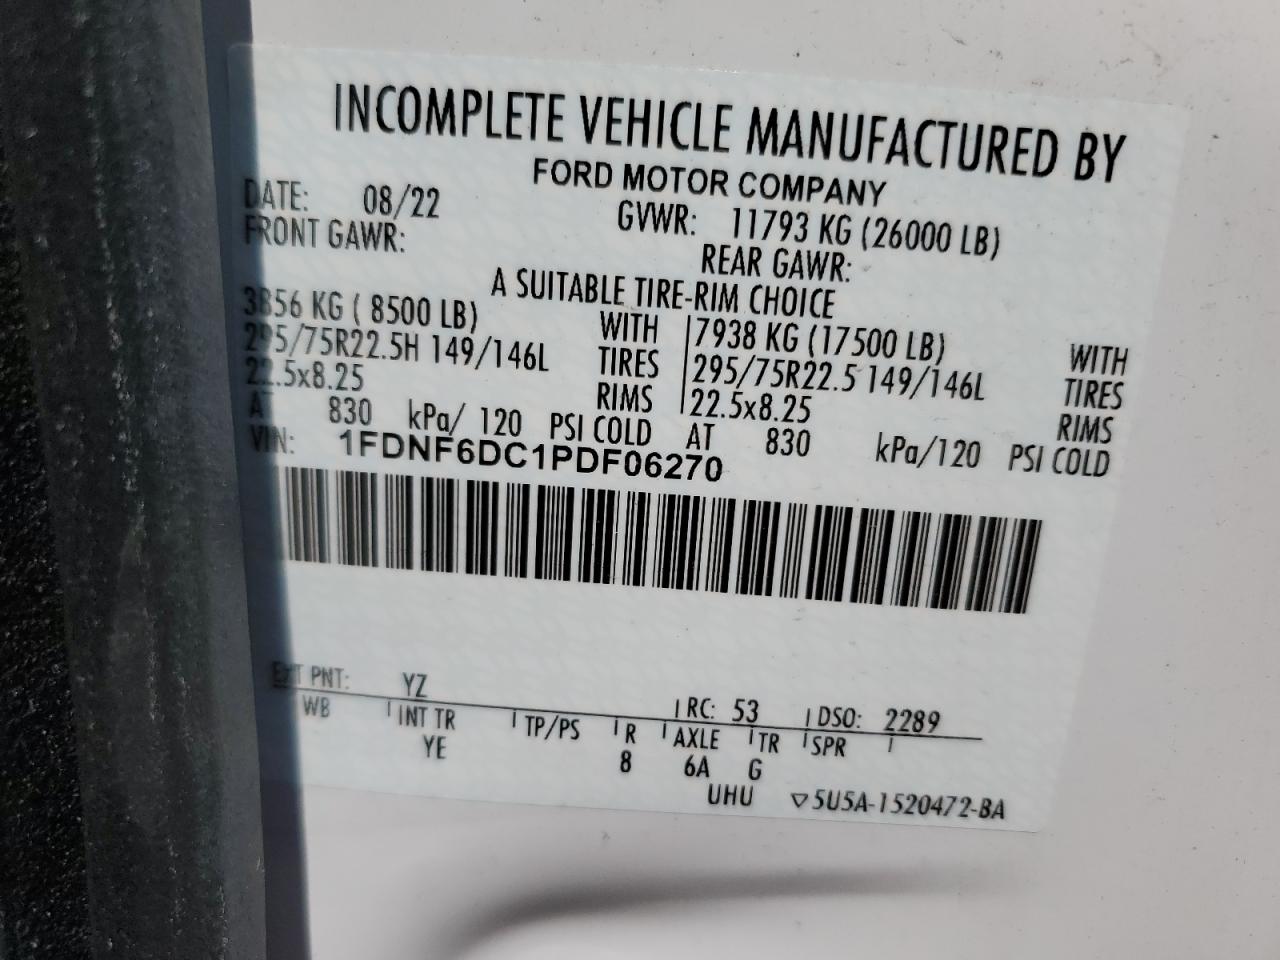 INCOMPLETE VEHICLE MANUFACTURED BY
FORD MOTOR COMPANY
DATE: 08/22 GVWR: 11793 KG (26000 LB)
FRONT GAWR: REAR GAWR:
A SUITABLE TIRE-RIM CHOICE
3856 KG ( 8500 LB) WITH 7938 KG (17500 LB) WITH
295/75R22.5H 149/146L TIRES 295/75R22.5 149/146L TIRES
22.5x8.25 RIMS 22.5x8.25 RIMS
AT 830 kPa/ 120 PSI COLD AT 830 kPa/120 PSI COLD
VIN: 1FDNF6DC1PDF06270
EXT PNT: YZ RC: 53 DSO: 2289
WB INT TR TP/PS R AXLE TR SPR
YE 8 6A G
UHU ▽5U5A-1520472-BA